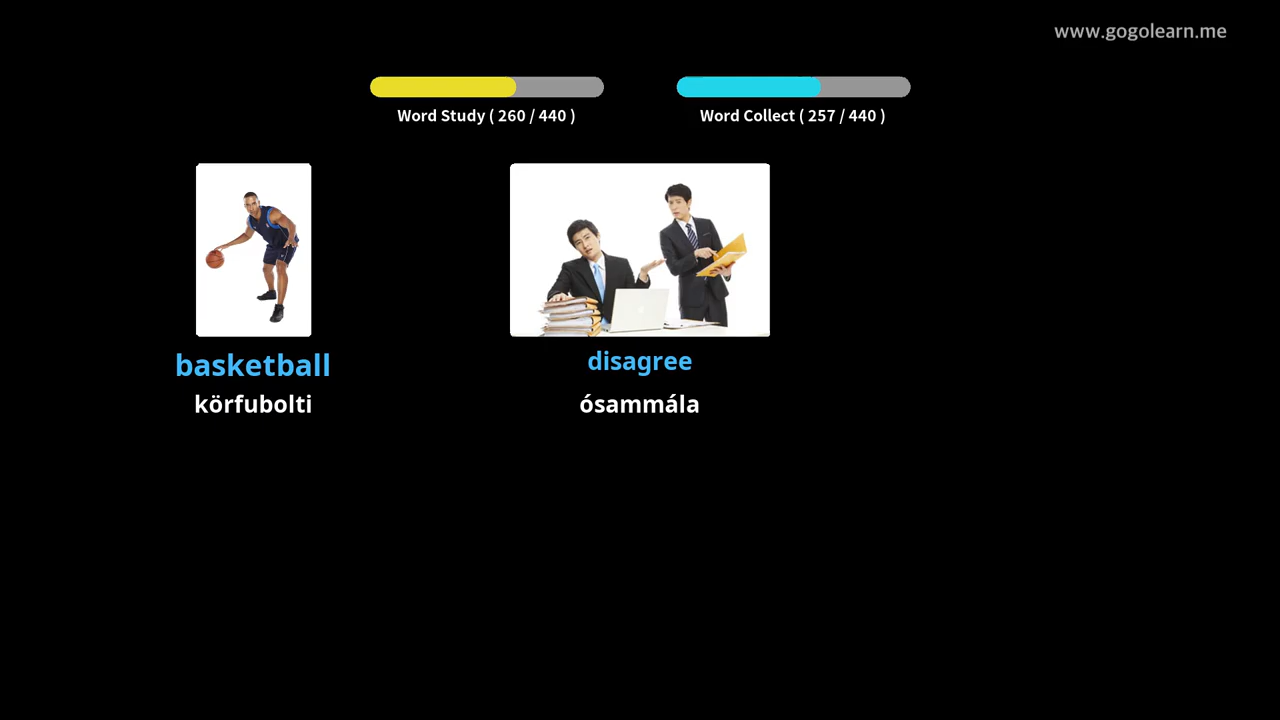 www.gogolearn.me
Word Study ( 260 / 440 )
Word Collect ( 257 / 440 )
basketball
körfubolti
disagree
ósammála